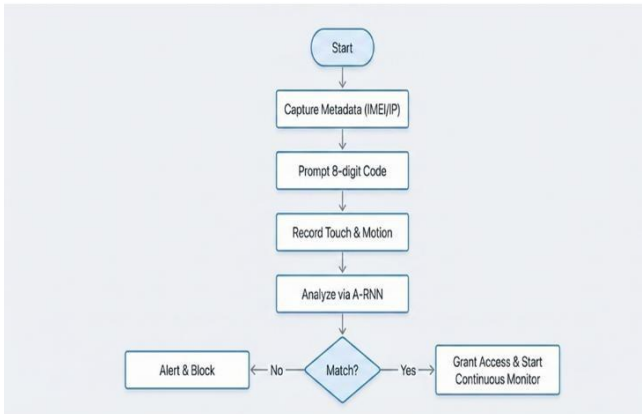 Start
Capture Metadata (IMEI/IP)
Prompt 8-digit Code
Record Touch & Motion
Analyze via A-RNN
Alert & Block
No
Match?
Yes
Grant Access & Start
Continuous Monitor